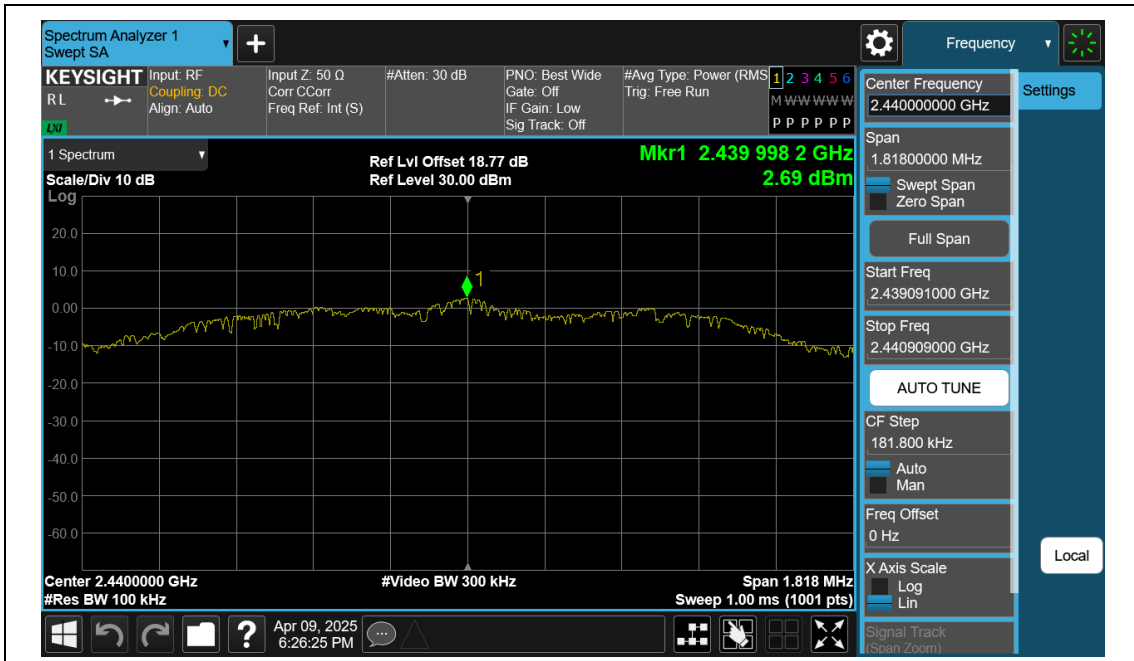 Spectrum Analyzer 1
Swept SA
Frequency
KEYSIGHT
R L
LXI
Input: RF
Coupling: DC
Align: Auto
Input Z: 50 Ω
Corr CCorr
Freq Ref: Int (S)
#Atten: 30 dB
PNO: Best Wide
Gate: Off
IF Gain: Low
Sig Track: Off
#Avg Type: Power (RMS
Trig: Free Run
1 2 3 4 5 6
M W W W W W
P P P P P P
1 Spectrum
Scale/Div 10 dB
Log
Ref Lvl Offset 18.77 dB
Ref Level 30.00 dBm
Mkr1 2.439 998 2 GHz
2.69 dBm
20.0
10.0
0.00
-10.0
-20.0
-30.0
-40.0
-50.0
-60.0
1
Center 2.4400000 GHz
#Res BW 100 kHz
#Video BW 300 kHz
Span 1.818 MHz
Sweep 1.00 ms (1001 pts)
Apr 09, 2025
6:26:25 PM
Center Frequency
2.440000000 GHz
Span
1.81800000 MHz
Swept Span
Zero Span
Full Span
Start Freq
2.439091000 GHz
Stop Freq
2.440909000 GHz
AUTO TUNE
CF Step
181.800 kHz
Auto
Man
Freq Offset
0 Hz
X Axis Scale
Log
Lin
Signal Track
(Span Zoom)
Settings
Local